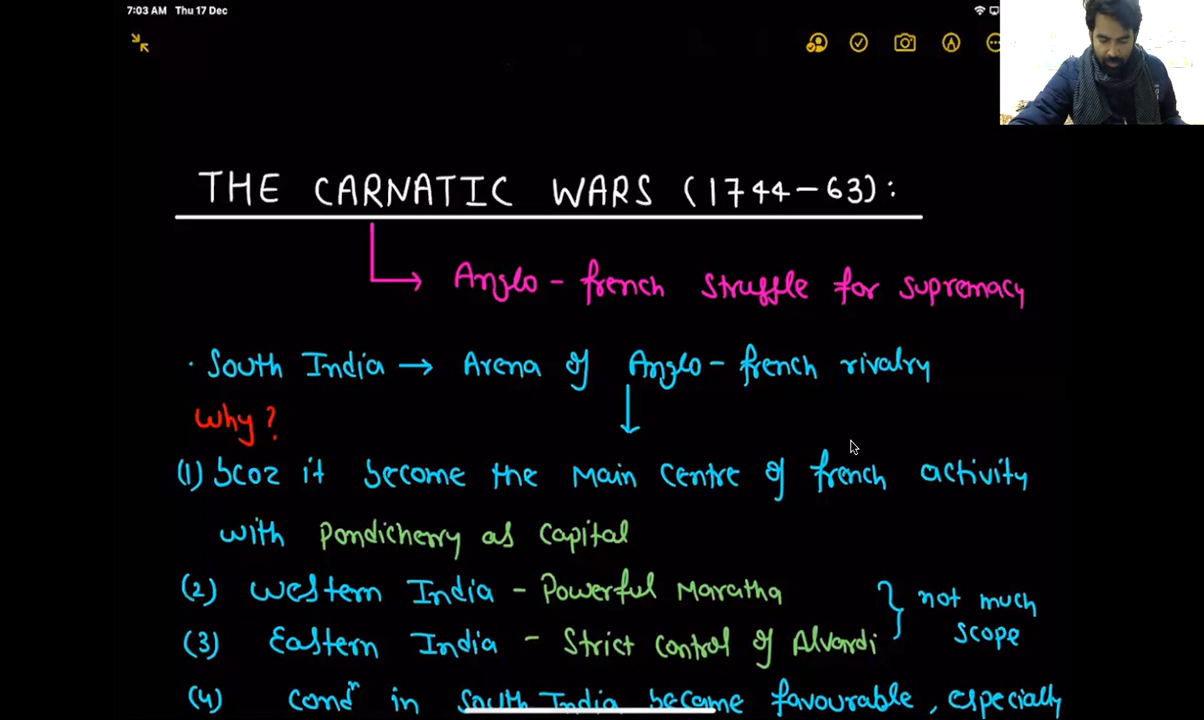 7:03 AM Thu 17 Dec
THE CARNATIC WARS (1744-63):
Anglo-french struffle for supremacy
· South India → Arena of Anglo-french rivalry
Why?
(1) bcoz it become the Main Centre of french activity
with Pondicherry as Capital
(2) Western India - Powerful Maratha
(3) Eastern India - Strict Control of Alvardi
not much
scope
(4) condn in South India became favourable, especially